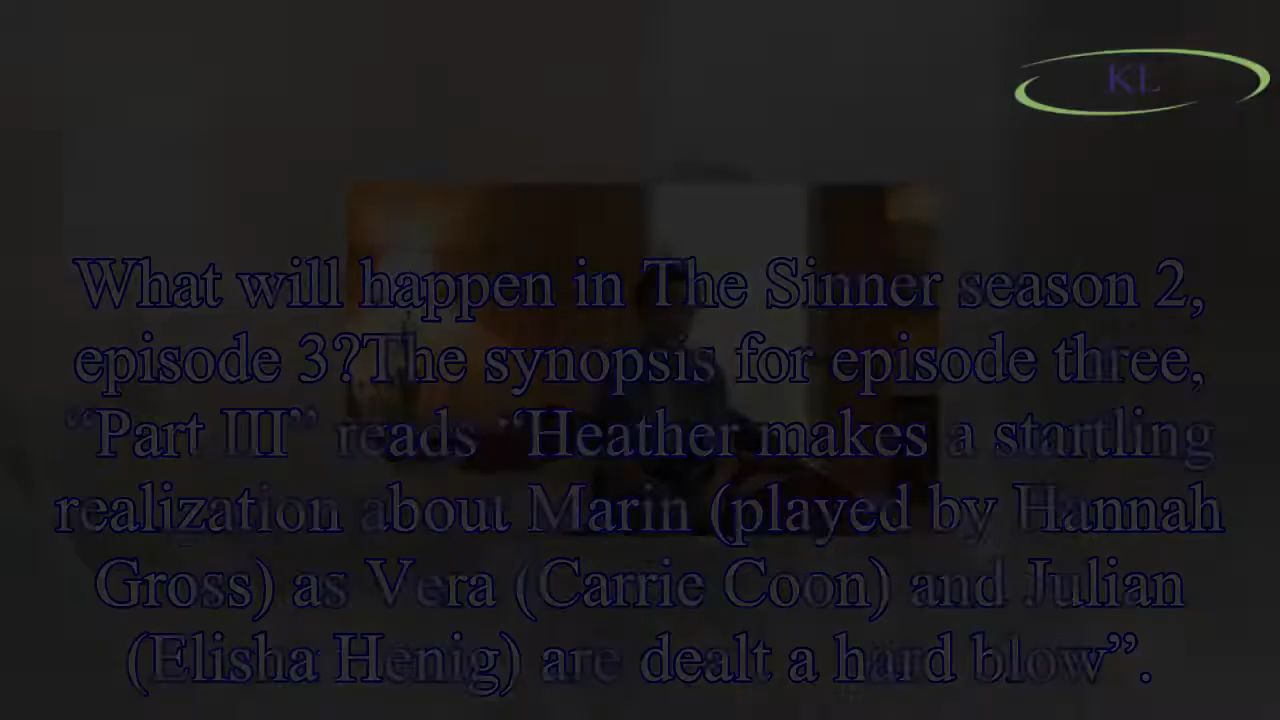 KL
What will happen in The Sinner season 2,
episode 3?The synopsis for episode three,
“Part III” reads “Heather makes a startling
realization about Marin (played by Hannah
Gross) as Vera (Carrie Coon) and Julian
(Elisha Henig) are dealt a hard blow”.